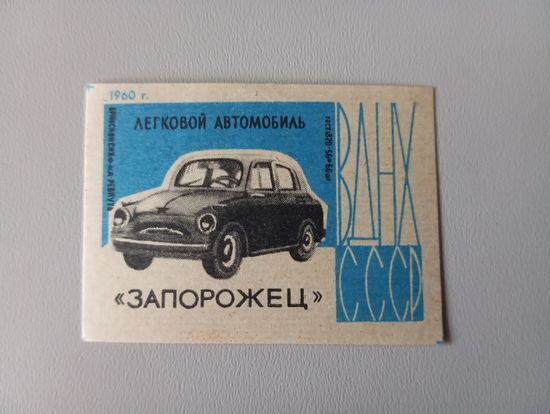 1960 г.
ЛЕГКОВОЙ АВТОМОБИЛЬ
ВДНХ
СССР
«ЗАПОРОЖЕЦ»